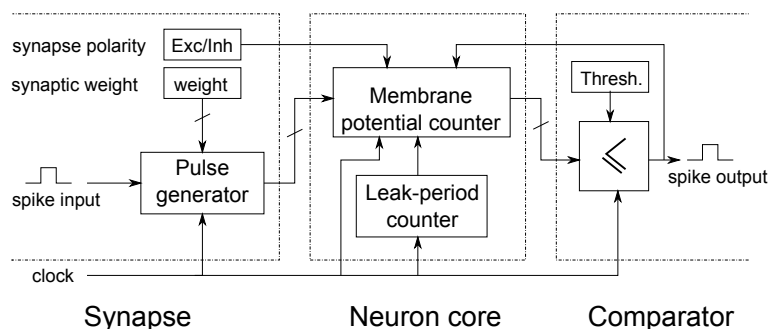 synapse polarity
Exc/Inh
synaptic weight
weight
Thresh.
Membrane
potential counter
Pulse
generator
<
spike input
spike output
Leak-period
counter
clock
Synapse
Neuron core
Comparator